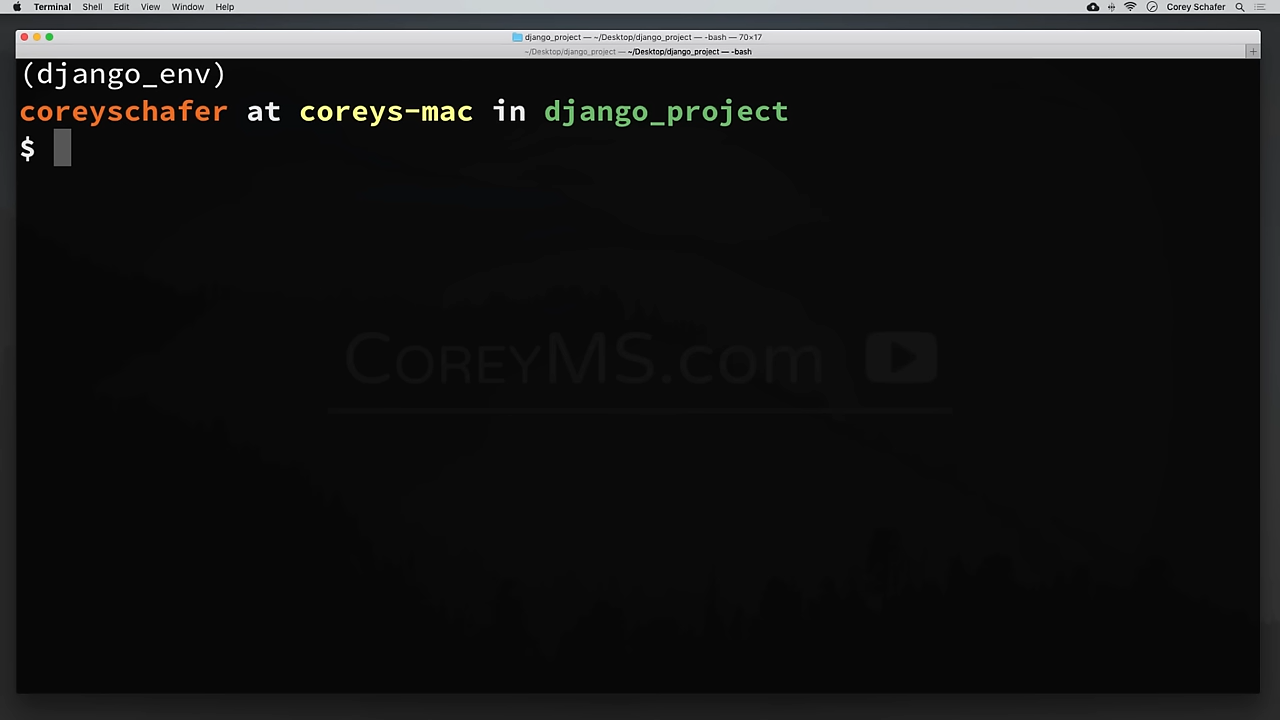 Terminal Shell Edit View Window Help Corey Schafer
django_project — ~/Desktop/django_project — -bash — 70×17
~/Desktop/django_project — ~/Desktop/django_project — -bash
(django_env)
coreyschafer at coreys-mac in django_project
$
CoreyMS.com